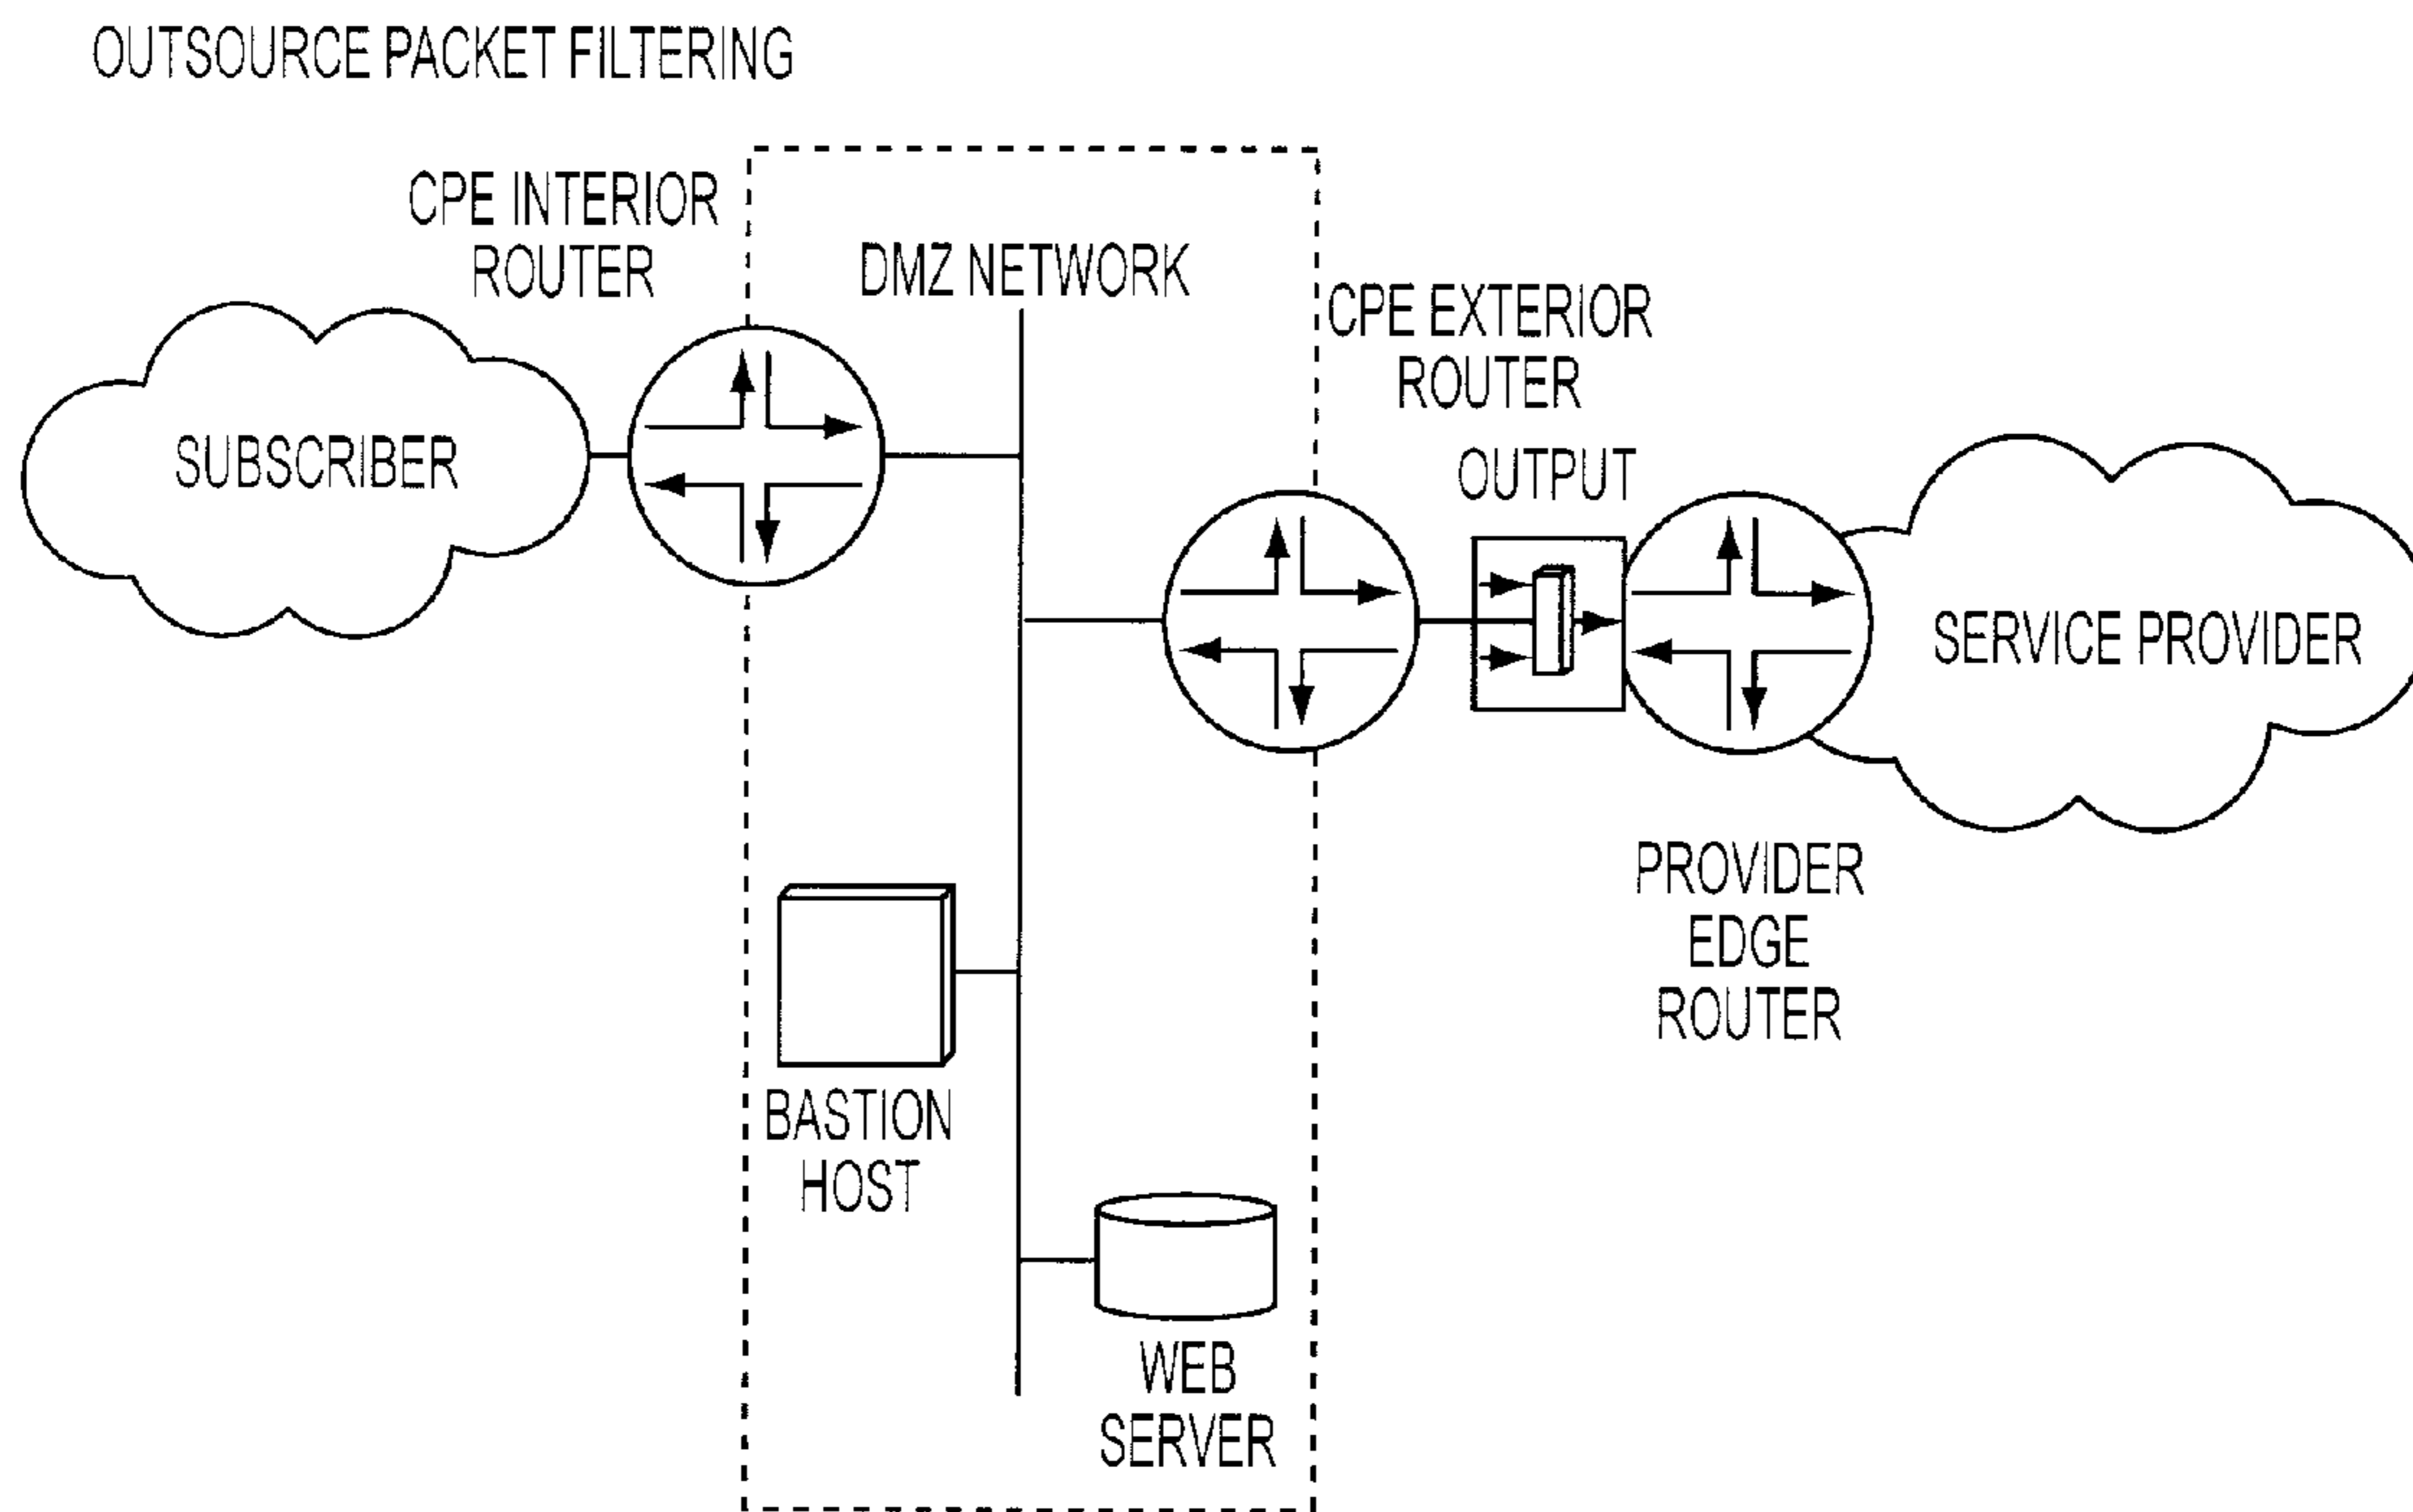 OUTSOURCE PACKET FILTERING
CPE INTERIOR
ROUTER
DMZ NETWORK
CPE EXTERIOR
ROUTER
OUTPUT
SUBSCRIBER
SERVICE PROVIDER
PROVIDER
EDGE
ROUTER
BASTION
HOST
WEB
SERVER